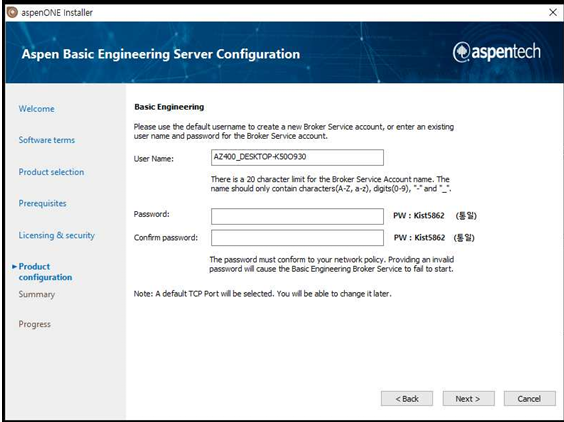 aspenONE Installer
Aspen Basic Engineering Server Configuration
aspentech
Welcome
Software terms
Product selection
Prerequisites
Licensing & security
Product
configuration
Summary
Progress
Basic Engineering
Please use the default username to create a new Broker Service account, or enter an existing
user name and password for the Broker Service account.
User Name: AZ400_DESKTOP-K50O930
There is a 20 character limit for the Broker Service Account name. The
name should only contain characters(A-Z, a-z), digits(0-9), "-" and "_".
Password: PW : Kist5862 (통일)
Confirm password: PW : Kist5862 (통일)
The password must conform to your network policy. Providing an invalid
password will cause the Basic Engineering Broker Service to fail to start.
Note: A default TCP Port will be selected. You will be able to change it later.
< Back Next > Cancel